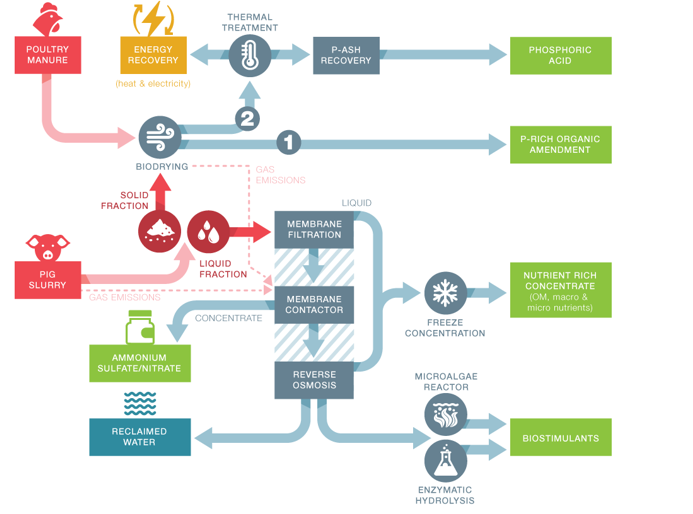 POULTRY
MANURE
ENERGY
RECOVERY
(heat & electricity)
THERMAL
TREATMENT
P-ASH
RECOVERY
PHOSPHORIC
ACID
2
1
P-RICH ORGANIC
AMENDMENT
BIODRYING
GAS
EMISSIONS
SOLID
FRACTION
LIQUID
FRACTION
PIG
SLURRY
GAS EMISSIONS
MEMBRANE
FILTRATION
LIQUID
MEMBRANE
CONTACTOR
CONCENTRATE
FREEZE
CONCENTRATION
NUTRIENT RICH
CONCENTRATE
(OM, macro &
micro nutrients)
AMMONIUM
SULFATE/NITRATE
REVERSE
OSMOSIS
RECLAIMED
WATER
MICROALGAE
REACTOR
BIOSTIMULANTS
ENZYMATIC
HYDROLYSIS